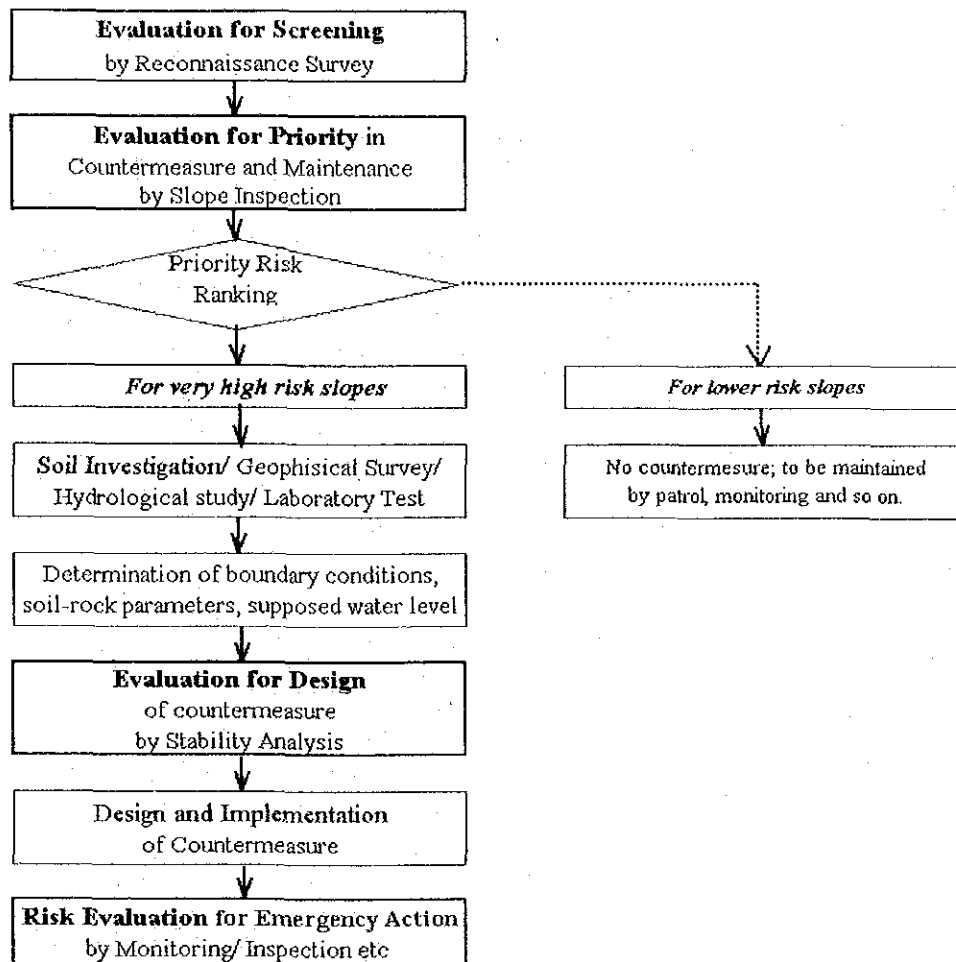 Evaluation for Screening
by Reconnaissance Survey
Evaluation for Priority in
Countermeasure and Maintenance
by Slope Inspection
Priority Risk
Ranking
For very high risk slopes
For lower risk slopes
Soil Investigation/ Geophisical Survey/
Hydrological study/ Laboratory Test
No countermesure; to be maintained
by patrol, monitoring and so on.
Determination of boundary conditions,
soil-rock parameters, supposed water level
Evaluation for Design
of countermeasure
by Stability Analysis
Design and Implementation
of Countermeasure
Risk Evaluation for Emergency Action
by Monitoring/ Inspection etc